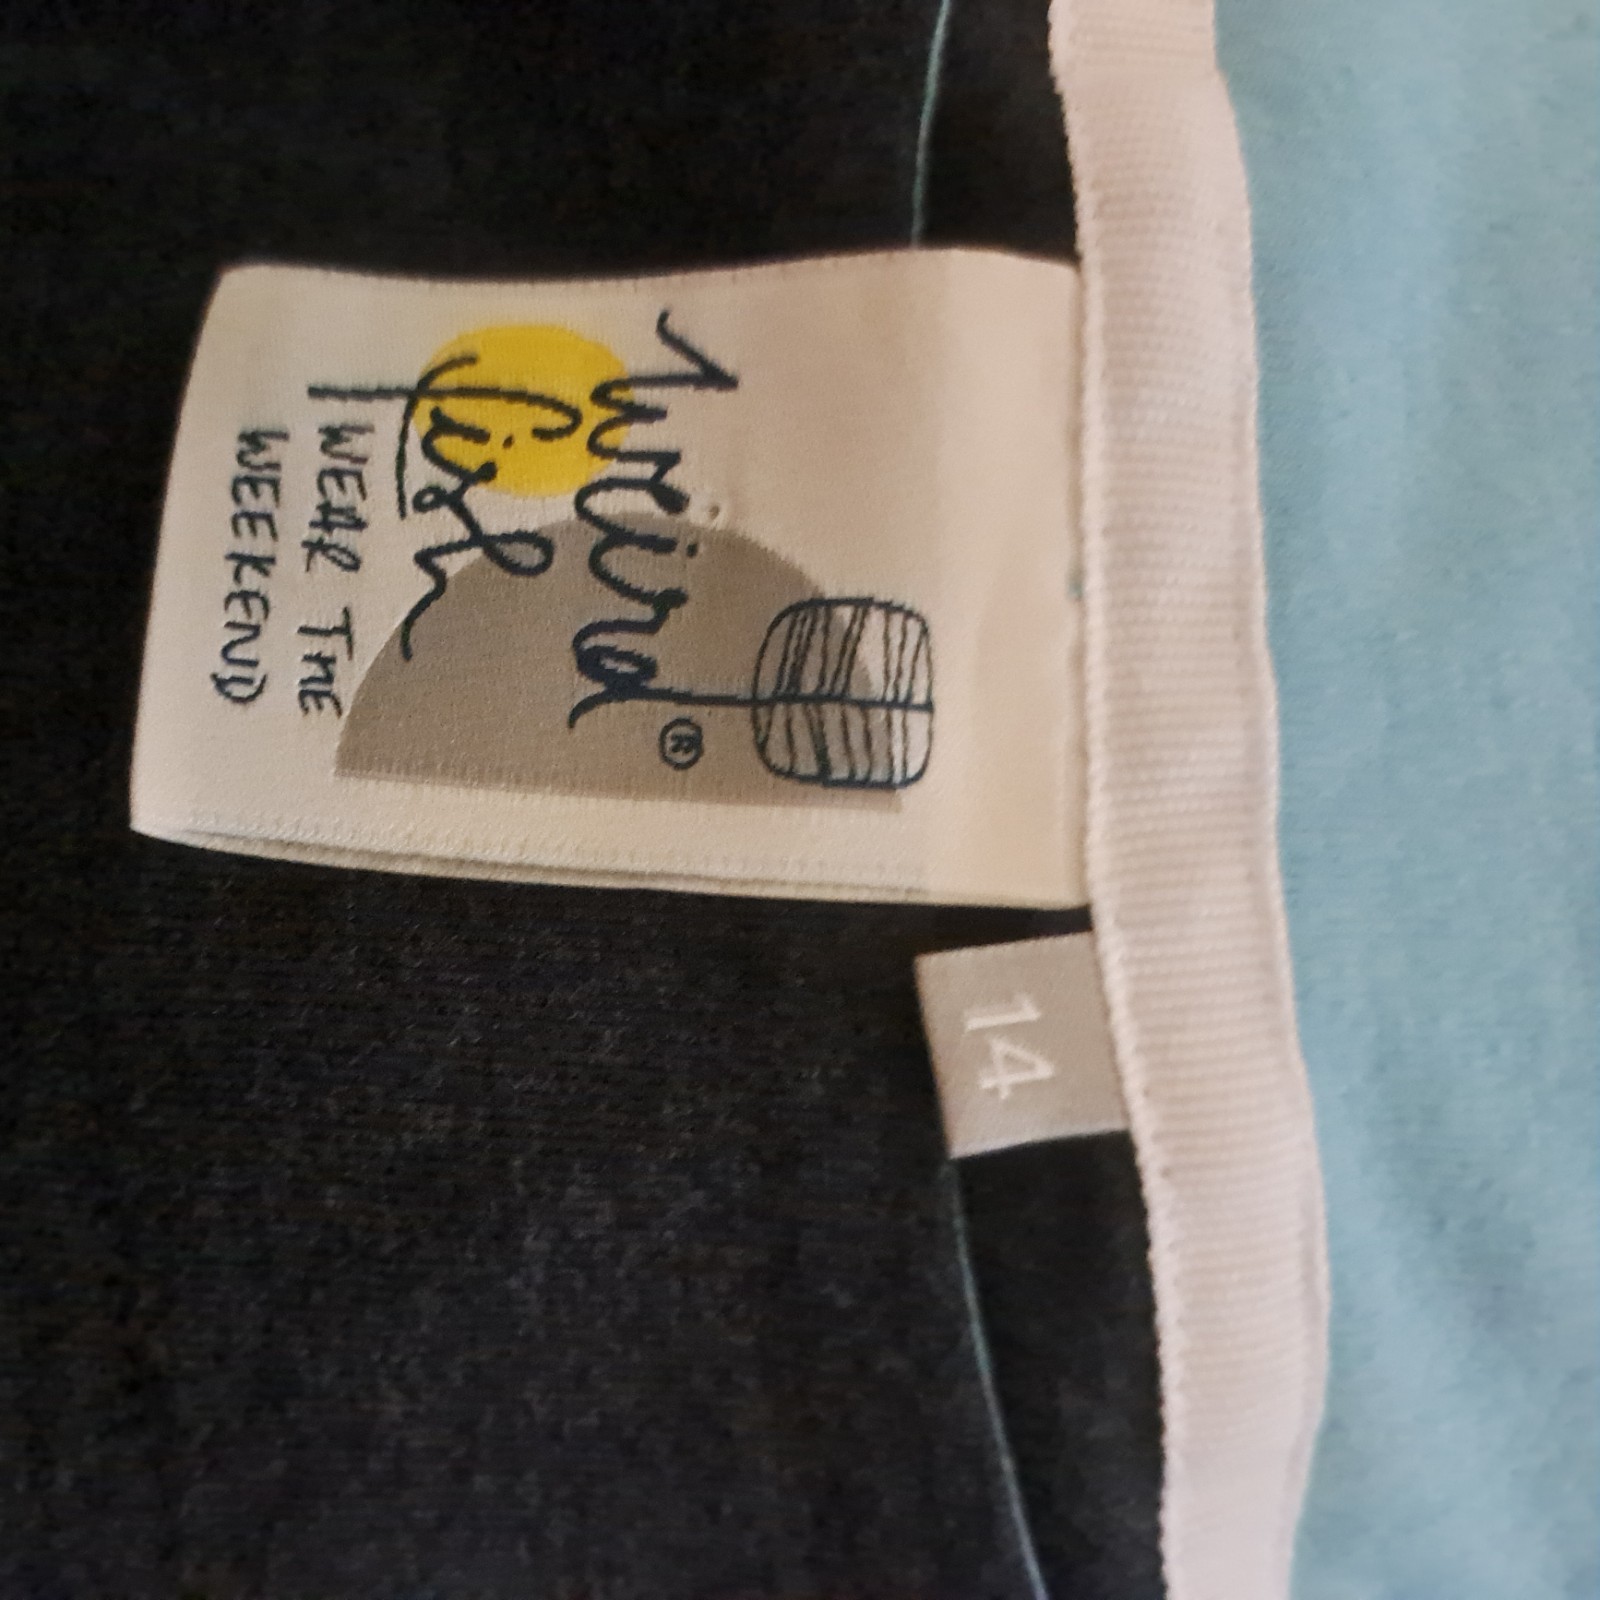 weird
fish®
WEAR THE
WEEKEND
14